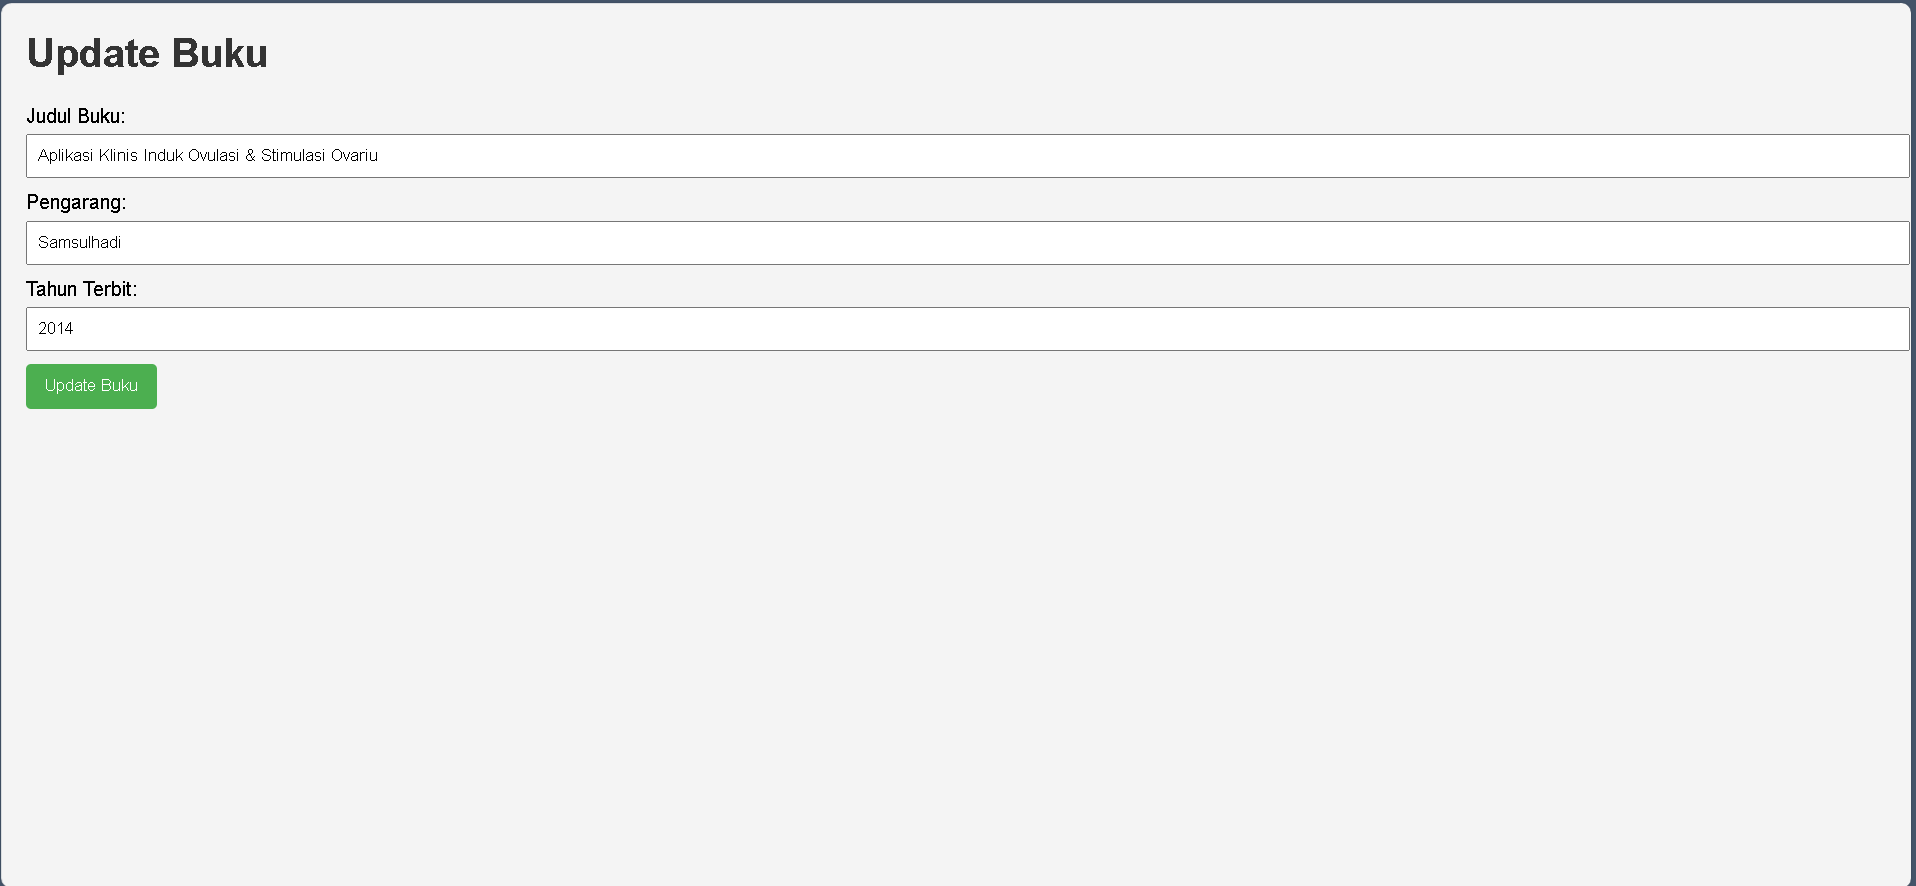 Update Buku
Judul Buku:
Aplikasi Klinis Induk Ovulasi & Stimulasi Ovariu
Pengarang:
Samsulhadi
Tahun Terbit:
2014
Update Buku